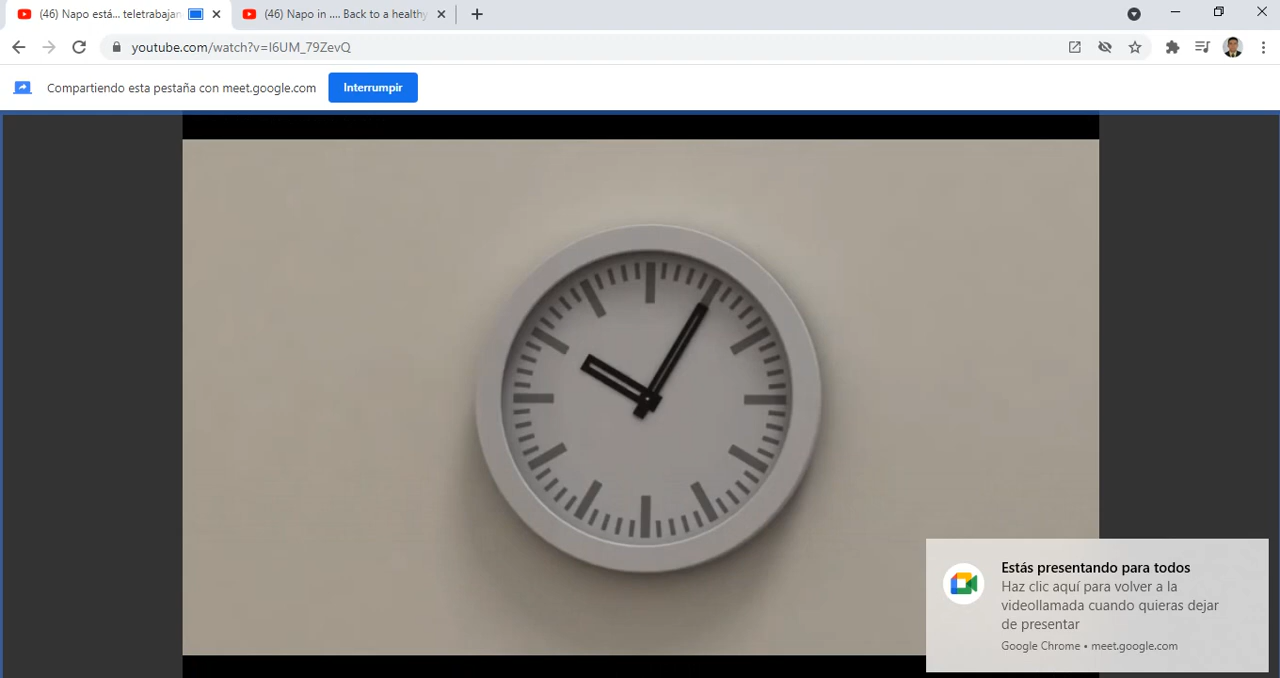 (46) Napo está... teletrabajan
(46) Napo in .... Back to a healthy
youtube.com/watch?v=I6UM_79ZevQ
Compartiendo esta pestaña con meet.google.com
Interrumpir
Estás presentando para todos
Haz clic aquí para volver a la
videollamada cuando quieras dejar
de presentar
Google Chrome • meet.google.com